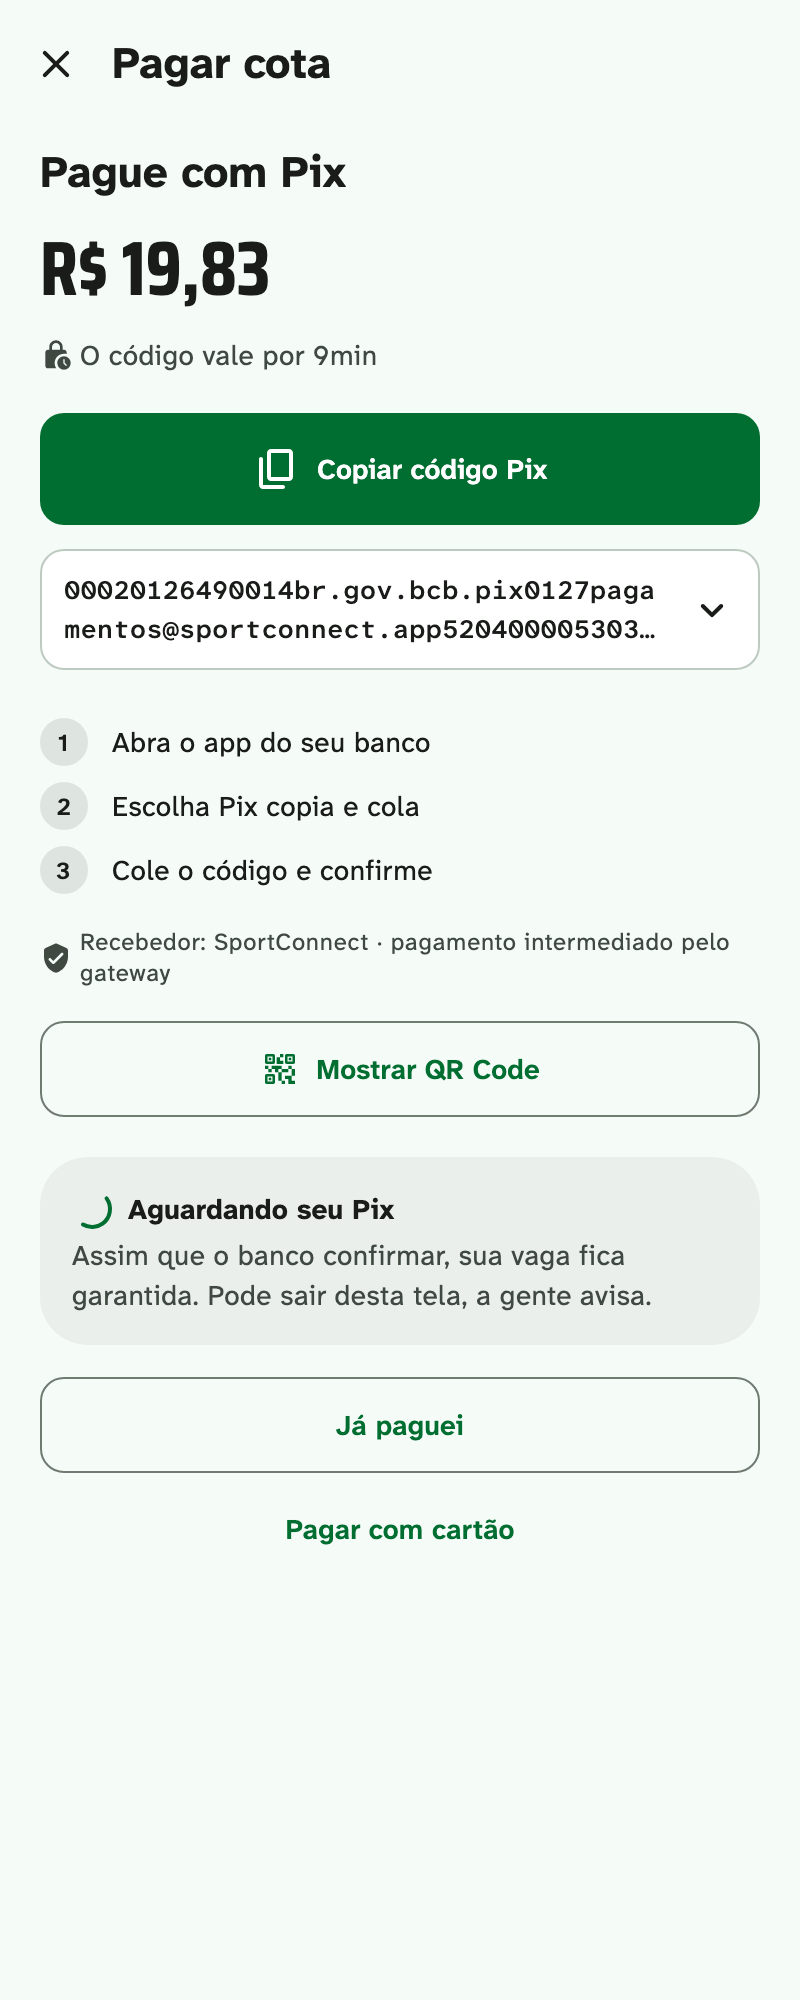 Pagar cota
Pague com Pix
R$ 19,83
O código vale por 9min
Copiar código Pix
00020126490014br.gov.bcb.pix0127paga
mentos@sportconnect.app520400005303…
1 Abra o app do seu banco
2 Escolha Pix copia e cola
3 Cole o código e confirme
Recebedor: SportConnect · pagamento intermediado pelo
gateway
Mostrar QR Code
Aguardando seu Pix
Assim que o banco confirmar, sua vaga fica
garantida. Pode sair desta tela, a gente avisa.
Já paguei
Pagar com cartão